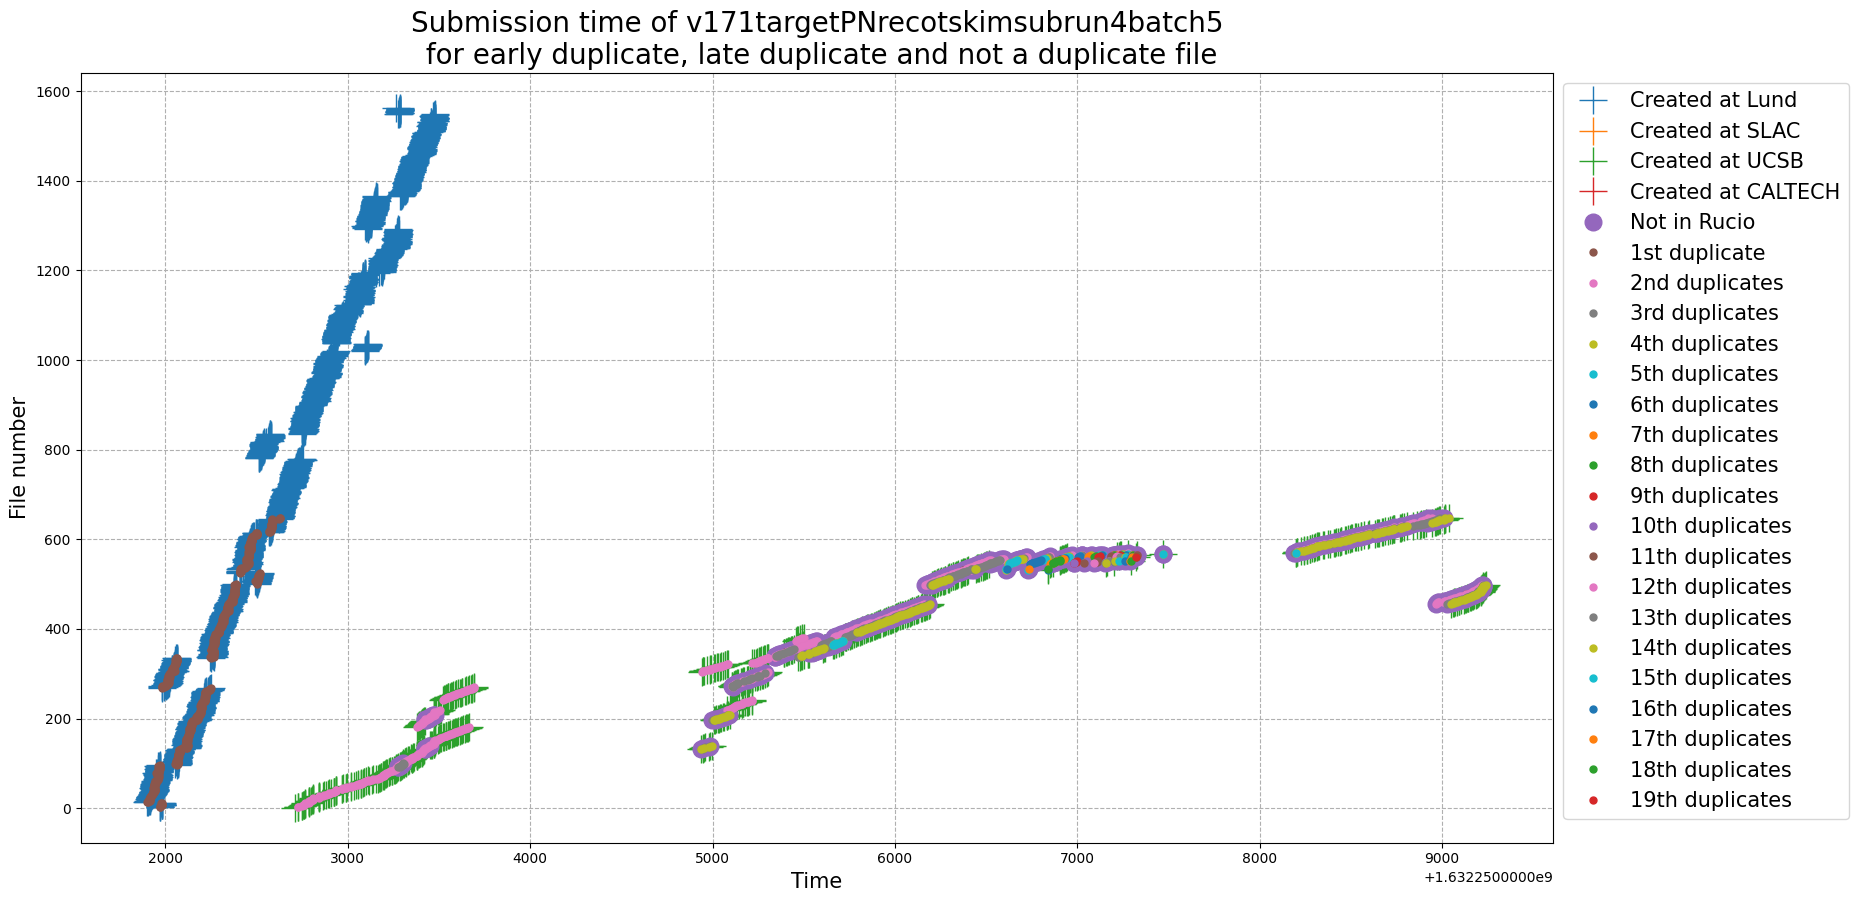 Submission time of v171targetPNrecotskimsubrun4batch5
for early duplicate, late duplicate and not a duplicate file
File number
1600
1400
1200
1000
800
600
400
200
0
2000 3000 4000 5000 6000 7000 8000 9000
Time
+1.6322500000e9
Created at Lund
Created at SLAC
Created at UCSB
Created at CALTECH
Not in Rucio
1st duplicate
2nd duplicates
3rd duplicates
4th duplicates
5th duplicates
6th duplicates
7th duplicates
8th duplicates
9th duplicates
10th duplicates
11th duplicates
12th duplicates
13th duplicates
14th duplicates
15th duplicates
16th duplicates
17th duplicates
18th duplicates
19th duplicates